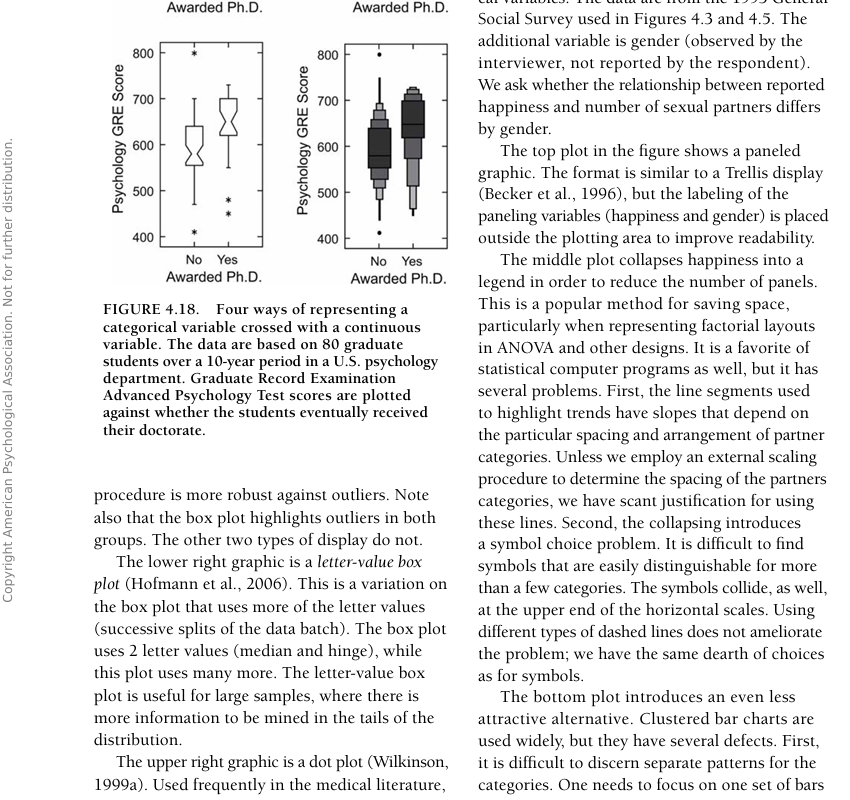 Awarded Ph.D.
Awarded Ph.D.
Psychology GRE Score
800
700
600
500
400
No Yes
Awarded Ph.D.
Psychology GRE Score
800
700
600
500
400
No Yes
Awarded Ph.D.
FIGURE 4.18. Four ways of representing a
categorical variable crossed with a continuous
variable. The data are based on 80 graduate
students over a 10-year period in a U.S. psychology
department. Graduate Record Examination
Advanced Psychology Test scores are plotted
against whether the students eventually received
their doctorate.
procedure is more robust against outliers. Note
also that the box plot highlights outliers in both
groups. The other two types of display do not.
The lower right graphic is a letter-value box
plot (Hofmann et al., 2006). This is a variation on
the box plot that uses more of the letter values
(successive splits of the data batch). The box plot
uses 2 letter values (median and hinge), while
this plot uses many more. The letter-value box
plot is useful for large samples, where there is
more information to be mined in the tails of the
distribution.
The upper right graphic is a dot plot (Wilkinson,
1999a). Used frequently in the medical literature,
cal variables. The data are from the 1993 General
Social Survey used in Figures 4.3 and 4.5. The
additional variable is gender (observed by the
interviewer, not reported by the respondent).
We ask whether the relationship between reported
happiness and number of sexual partners differs
by gender.
The top plot in the figure shows a paneled
graphic. The format is similar to a Trellis display
(Becker et al., 1996), but the labeling of the
paneling variables (happiness and gender) is placed
outside the plotting area to improve readability.
The middle plot collapses happiness into a
legend in order to reduce the number of panels.
This is a popular method for saving space,
particularly when representing factorial layouts
in ANOVA and other designs. It is a favorite of
statistical computer programs as well, but it has
several problems. First, the line segments used
to highlight trends have slopes that depend on
the particular spacing and arrangement of partner
categories. Unless we employ an external scaling
procedure to determine the spacing of the partners
categories, we have scant justification for using
these lines. Second, the collapsing introduces
a symbol choice problem. It is difficult to find
symbols that are easily distinguishable for more
than a few categories. The symbols collide, as well,
at the upper end of the horizontal scales. Using
different types of dashed lines does not ameliorate
the problem; we have the same dearth of choices
as for symbols.
The bottom plot introduces an even less
attractive alternative. Clustered bar charts are
used widely, but they have several defects. First,
it is difficult to discern separate patterns for the
categories. One needs to focus on one set of bars
Copyright American Psychological Association. Not for further distribution.